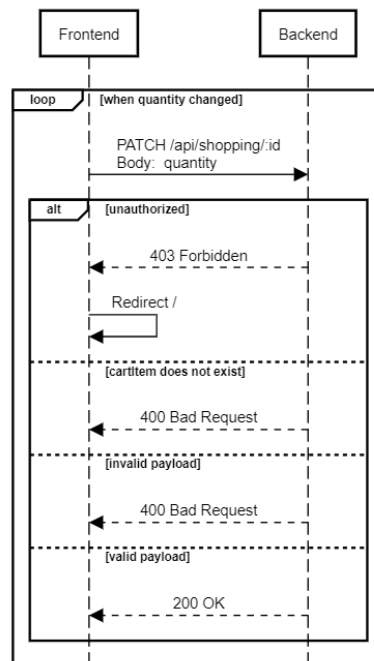 Frontend
Backend
loop
[when quantity changed]
PATCH /api/shopping/:id
Body: quantity
alt
[unauthorized]
403 Forbidden
Redirect /
[cartItem does not exist]
400 Bad Request
[invalid payload]
400 Bad Request
[valid payload]
200 OK